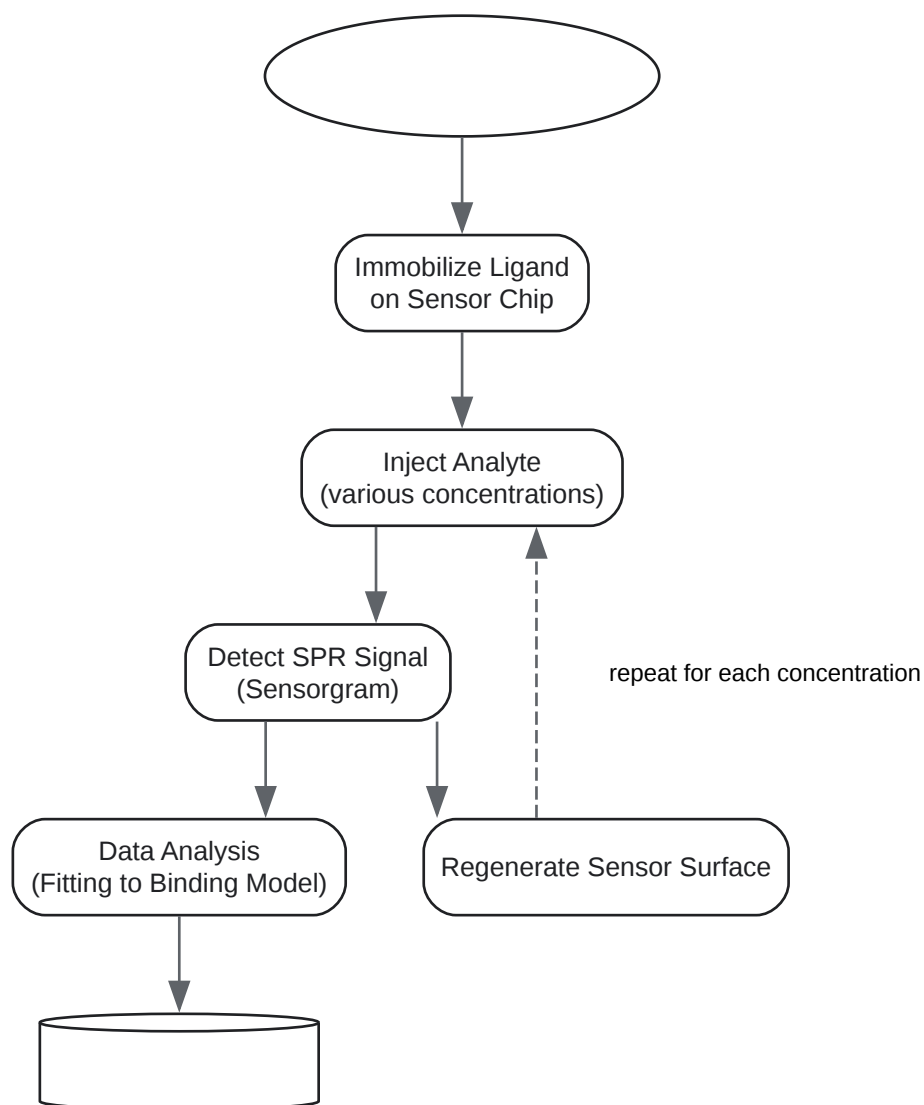 Immobilize Ligand
on Sensor Chip
Inject Analyte
(various concentrations)
Detect SPR Signal
(Sensorgram)
repeat for each concentration
Data Analysis
(Fitting to Binding Model)
Regenerate Sensor Surface